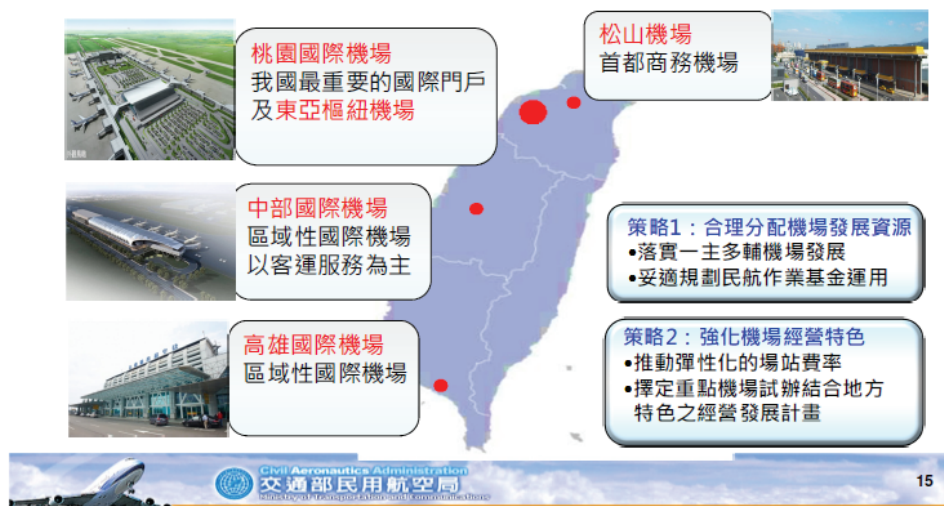 桃園國際機場
我國最重要的國際門戶
及東亞樞紐機場
松山機場
首都商務機場
中部國際機場
區域性國際機場
以客運服務為主
高雄國際機場
區域性國際機場
策略1：合理分配機場發展資源
•落實一主多輔機場發展
•妥適規劃民航作業基金運用
策略2：強化機場經營特色
•推動彈性化的場站費率
•擇定重點機場試辦結合地方
特色之經營發展計畫
Civil Aeronautics Administration
交通部民用航空局
Ministry of Transportation and Communications
15